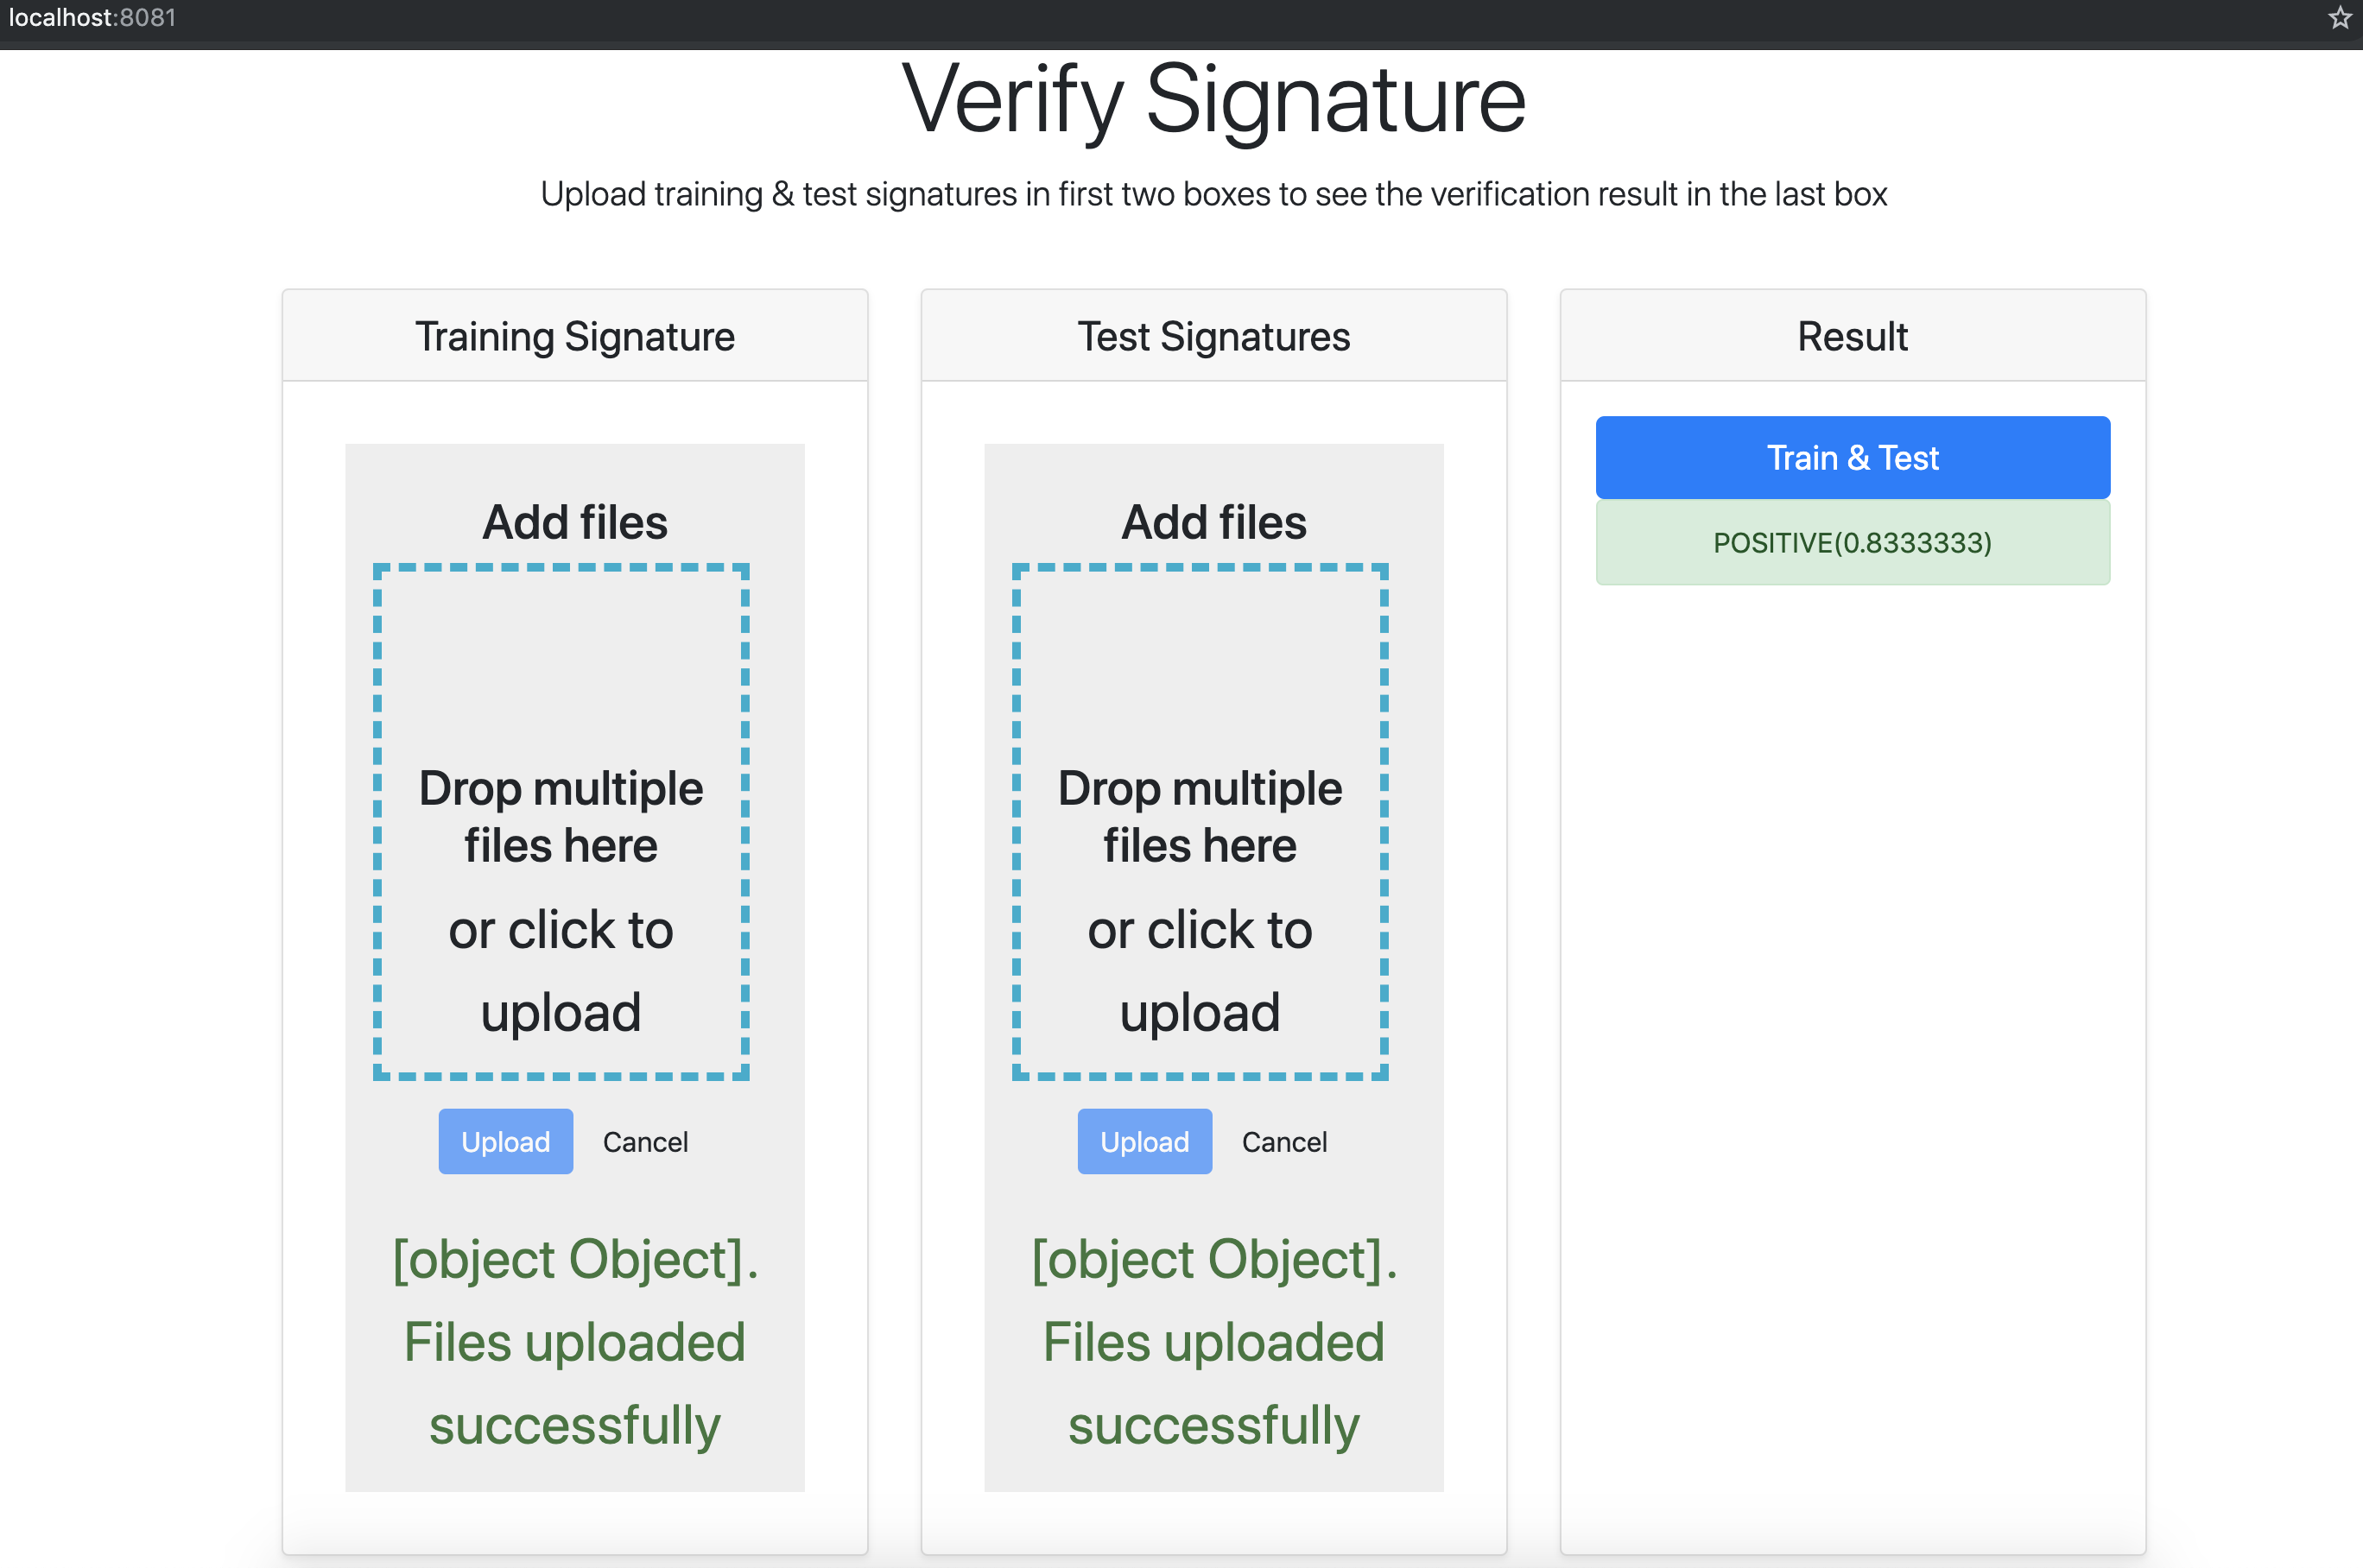 localhost:8081
Verify Signature
Upload training & test signatures in first two boxes to see the verification result in the last box
Training Signature
Add files
Drop multiple
files here
or click to
upload
Upload Cancel
[object Object].
Files uploaded
successfully
Test Signatures
Add files
Drop multiple
files here
or click to
upload
Upload Cancel
[object Object].
Files uploaded
successfully
Result
Train & Test
POSITIVE(0.8333333)